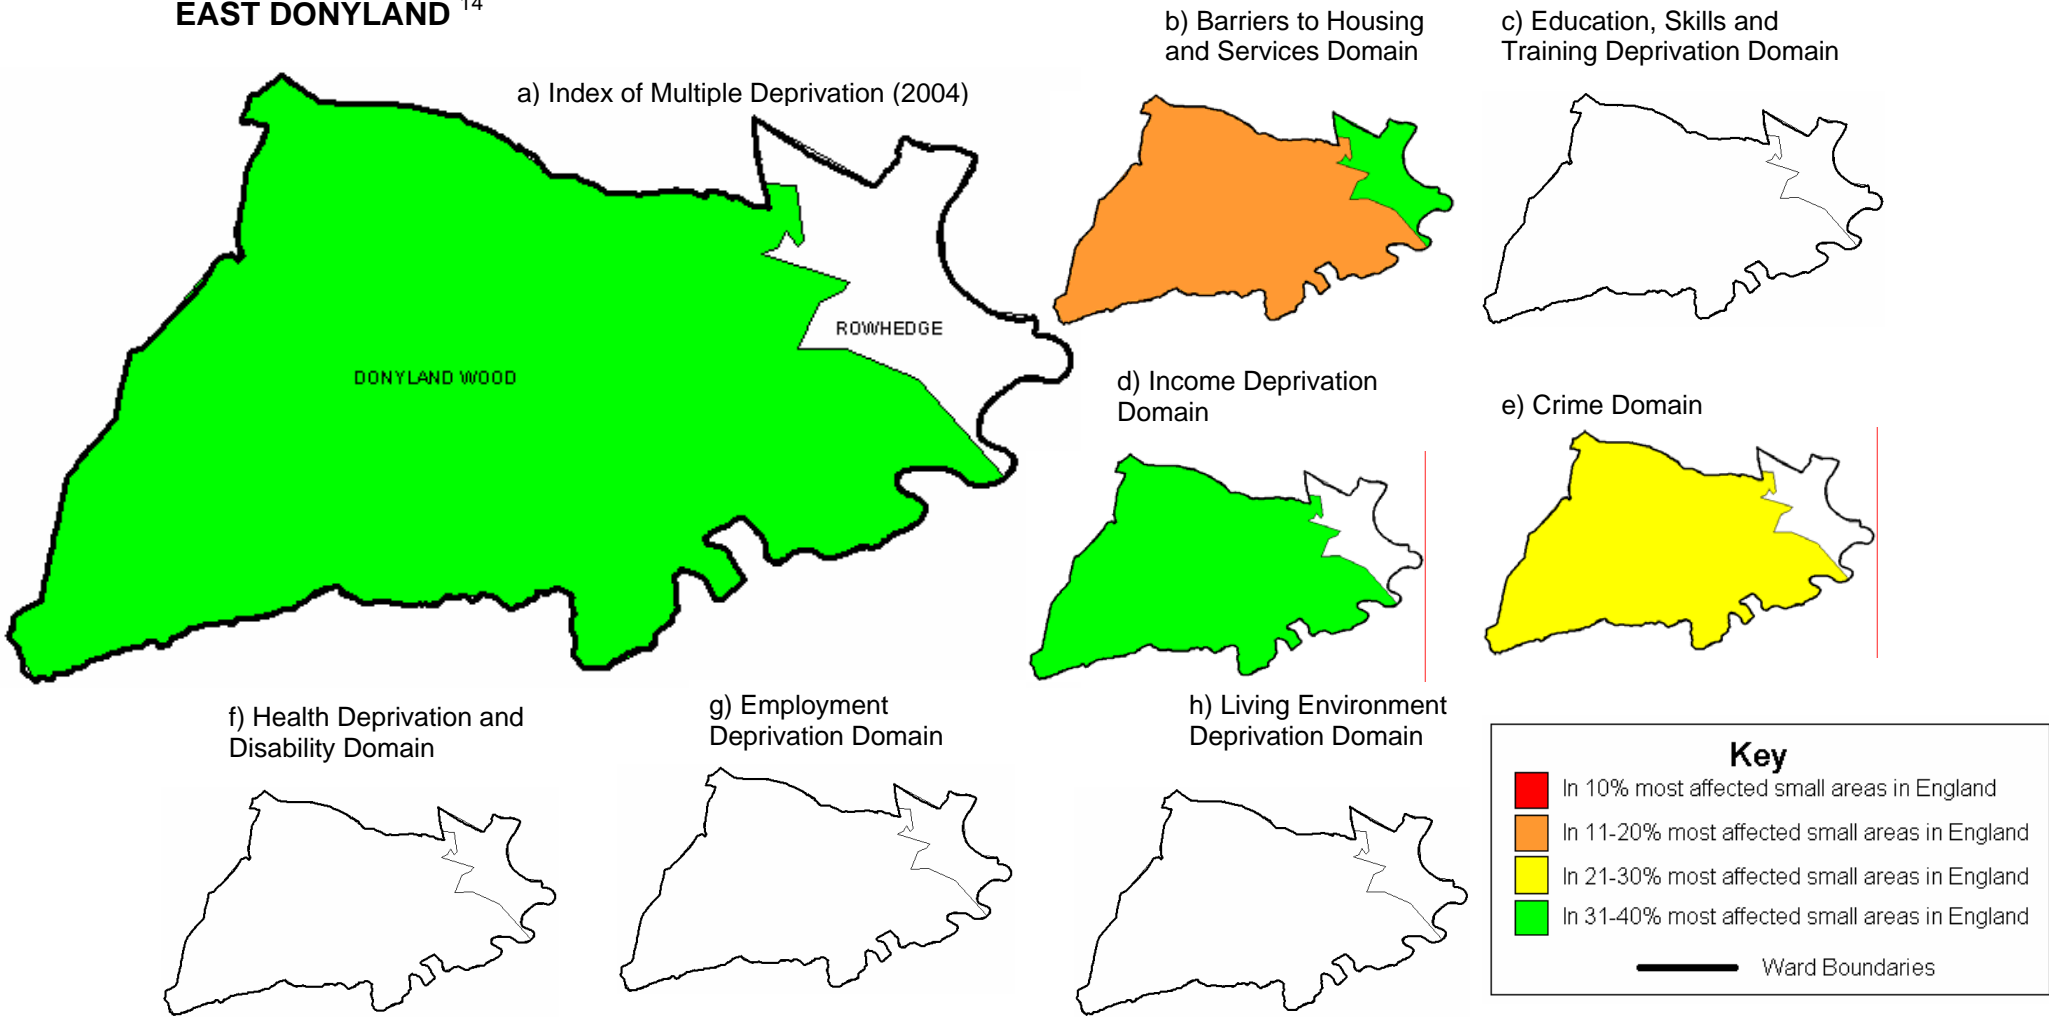 EAST DONYLAND 14
a) Index of Multiple Deprivation (2004)
DONYLAND WOOD
ROWHEDGE
b) Barriers to Housing
and Services Domain
c) Education, Skills and
Training Deprivation Domain
d) Income Deprivation
Domain
e) Crime Domain
f) Health Deprivation and
Disability Domain
g) Employment
Deprivation Domain
h) Living Environment
Deprivation Domain
Key
In 10% most affected small areas in England
In 11-20% most affected small areas in England
In 21-30% most affected small areas in England
In 31-40% most affected small areas in England
Ward Boundaries